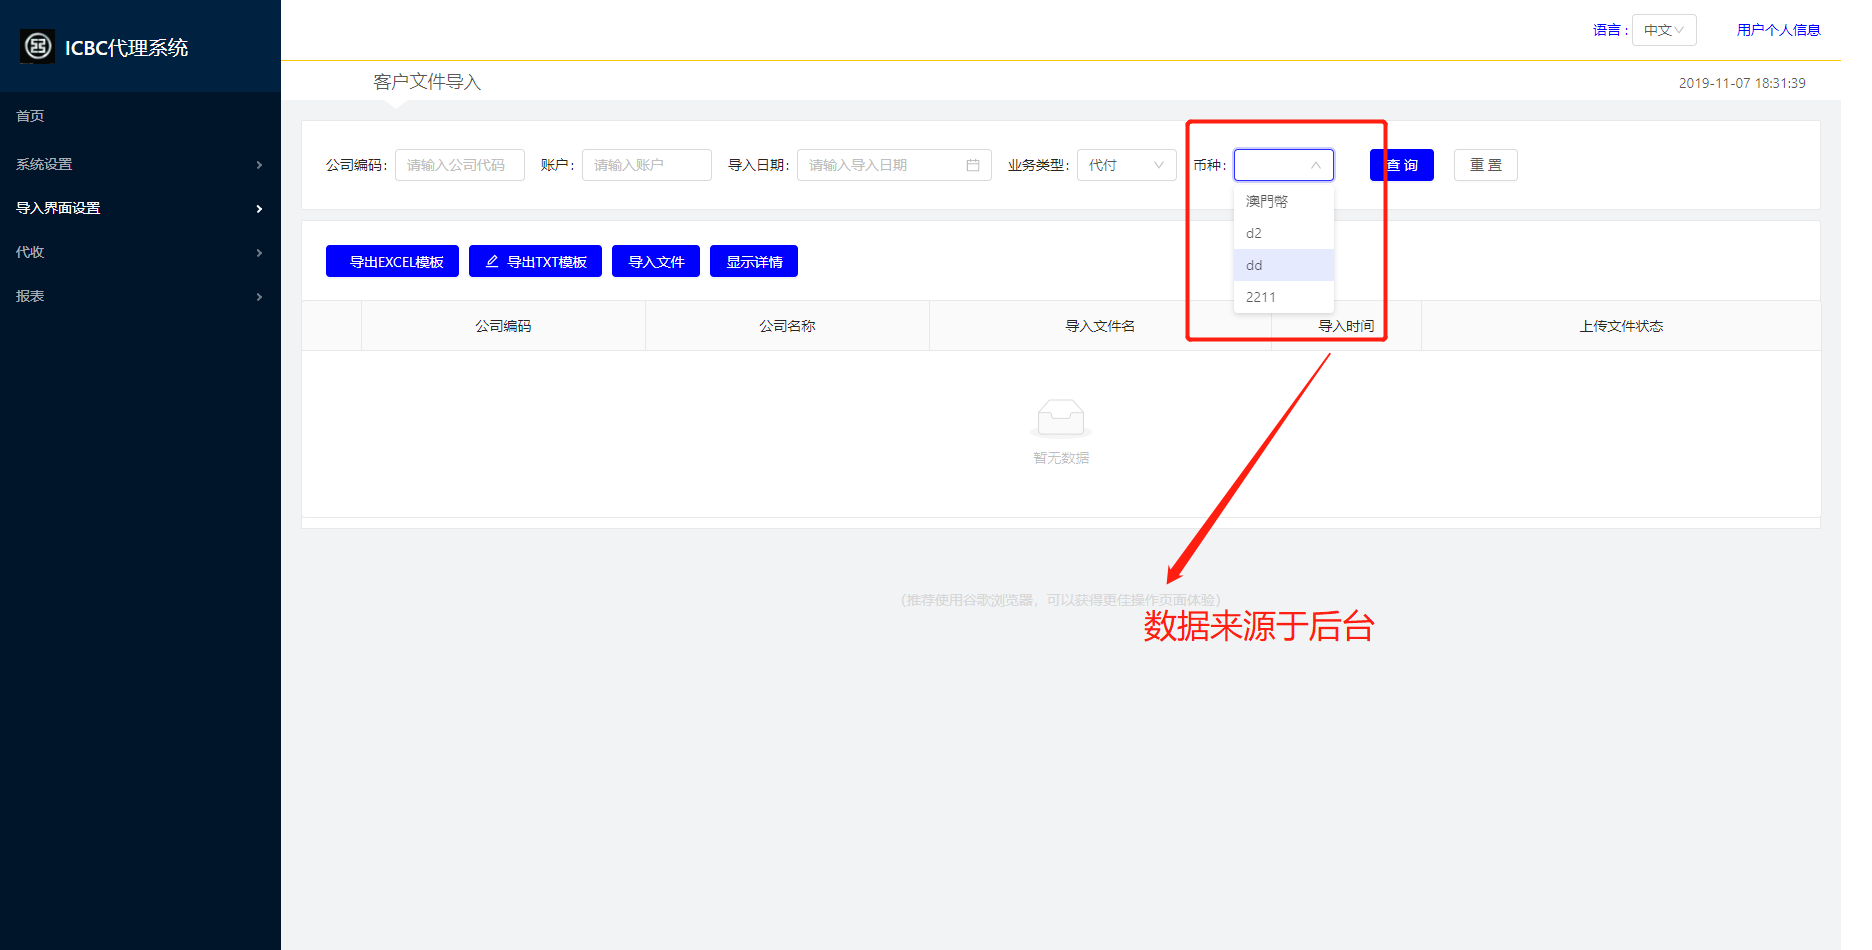 ICBC代理系统
语言 :
中文
用户个人信息
客户文件导入
2019-11-07 18:31:39
首页
系统设置
导入界面设置
代收
报表
公司编码:
请输入公司代码
账户:
请输入账户
导入日期:
请输入导入日期
业务类型:
代付
币种:
查 询
重 置
澳門幣
d2
dd
2211
导出EXCEL模板
导出TXT模板
导入文件
显示详情
公司编码
公司名称
导入文件名
导入时间
上传文件状态
暂无数据
(推荐使用谷歌浏览器，可以获得更佳操作页面体验)
数据来源于后台